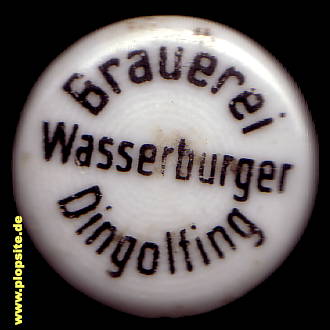 Brauerei
Wasserburger
Dingolfing
www.plopsite.de